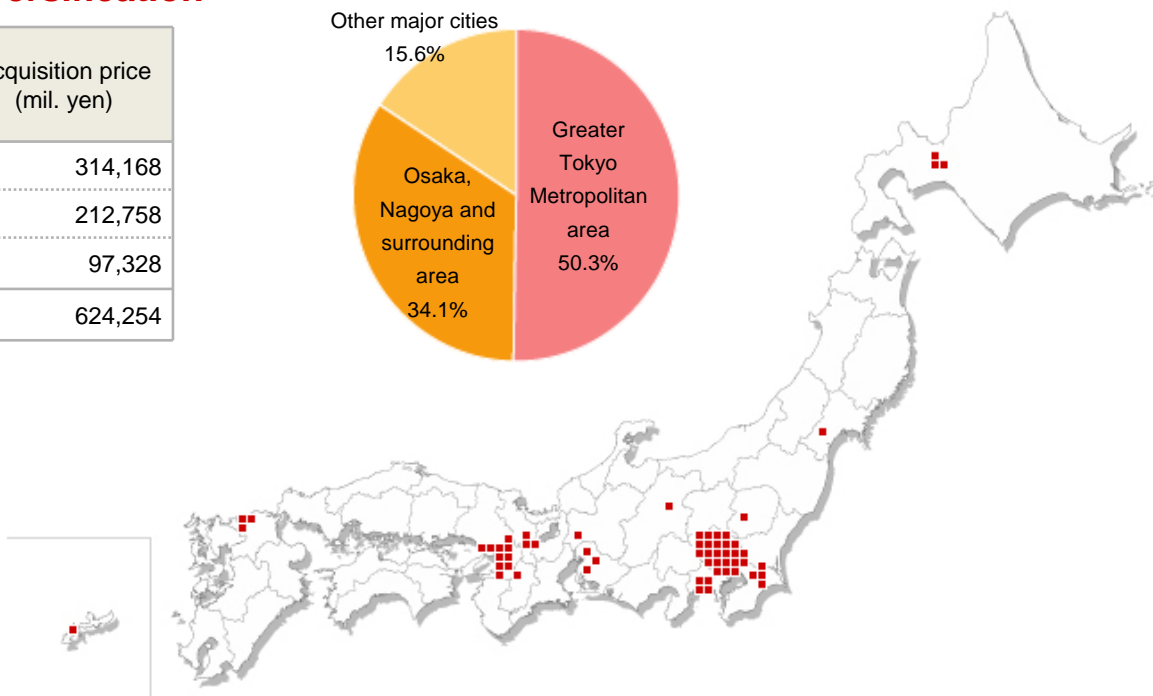 cquisition price
(mil. yen)
314,168
212,758
97,328
624,254
Other major cities
15.6%
Greater
Tokyo
Metropolitan
area
50.3%
Osaka,
Nagoya and
surrounding
area
34.1%